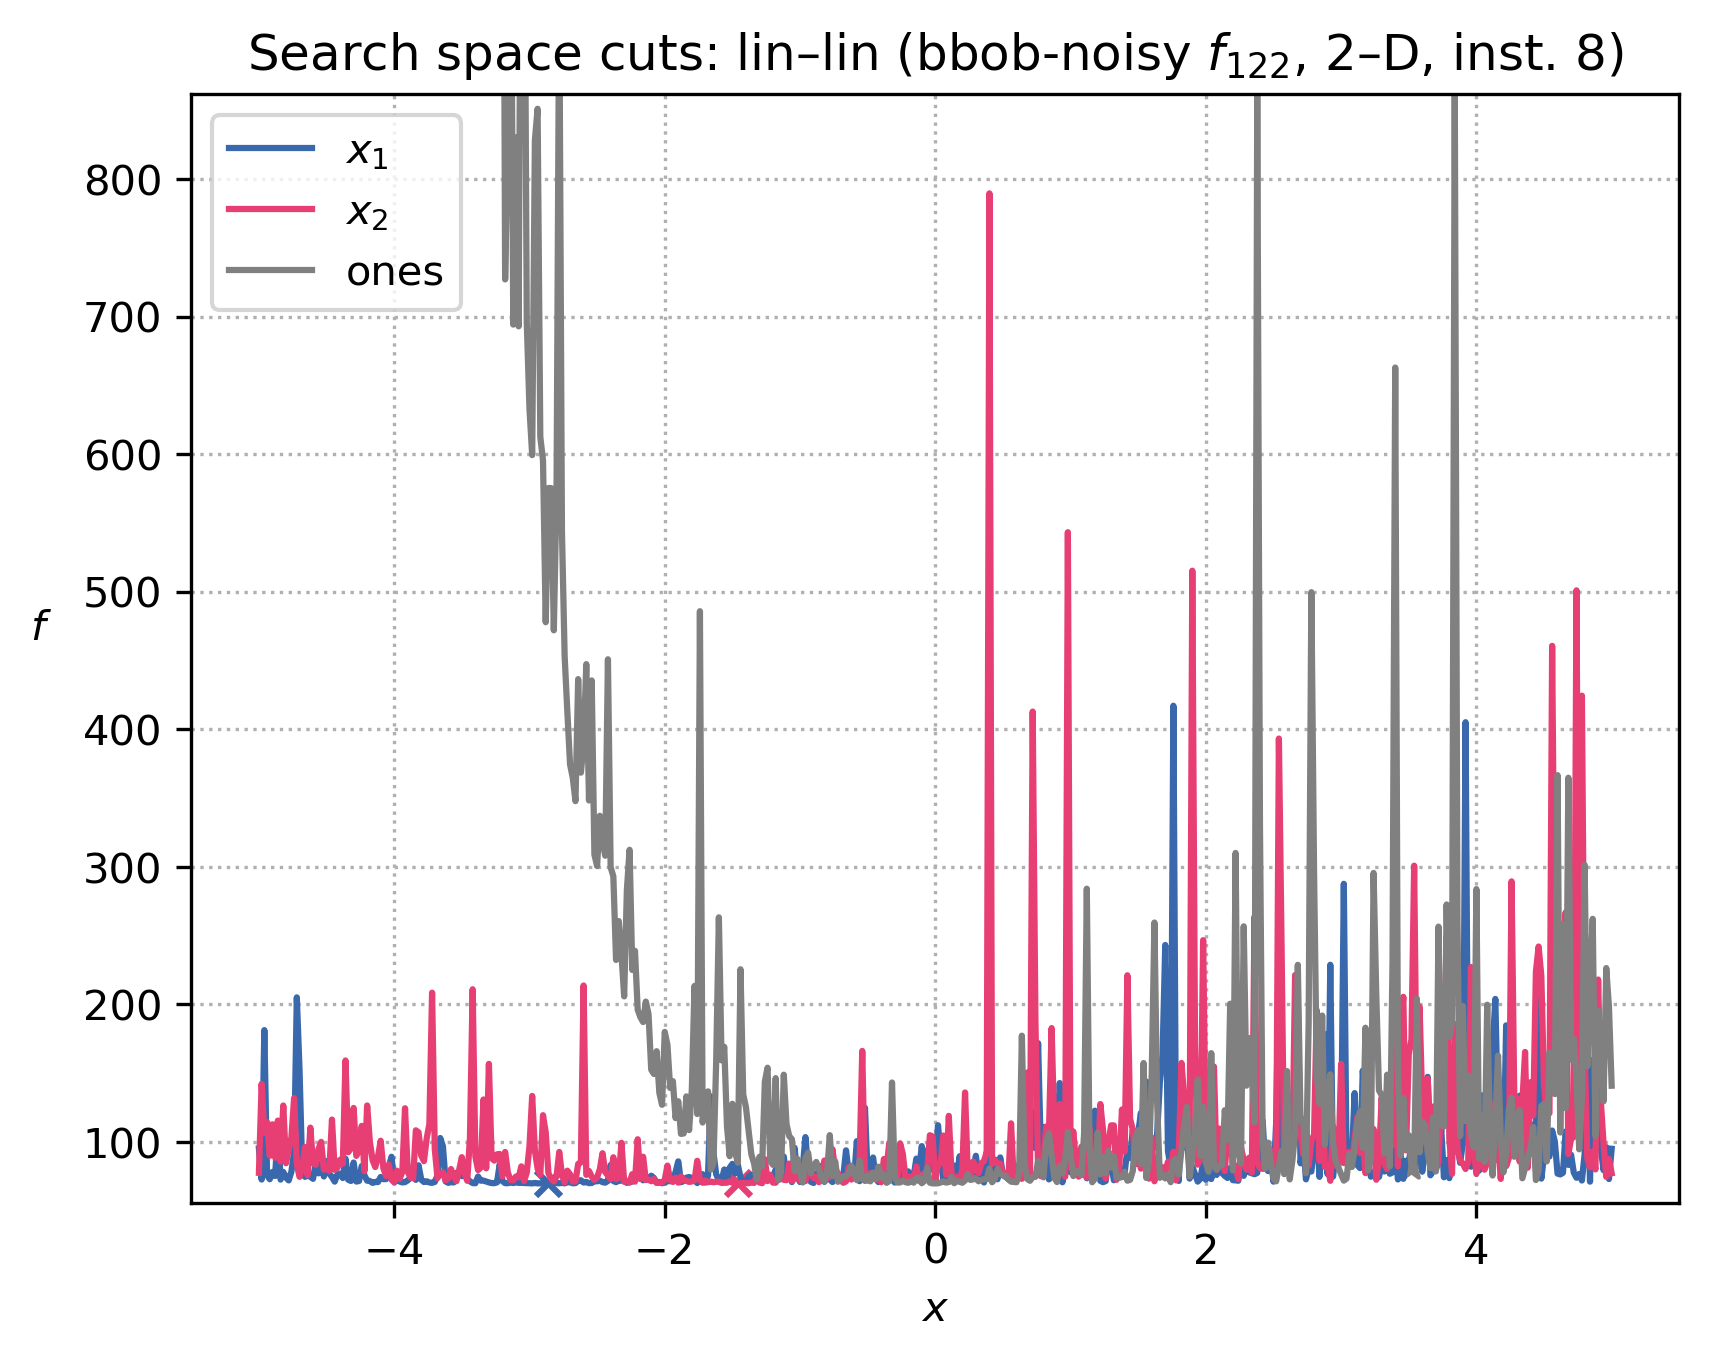 Search space cuts: lin–lin (bbob-noisy f₁₂₂, 2–D, inst. 8)
x₁
x₂
ones
800
700
600
500
400
300
200
100
f
−4 −2 0 2 4
x